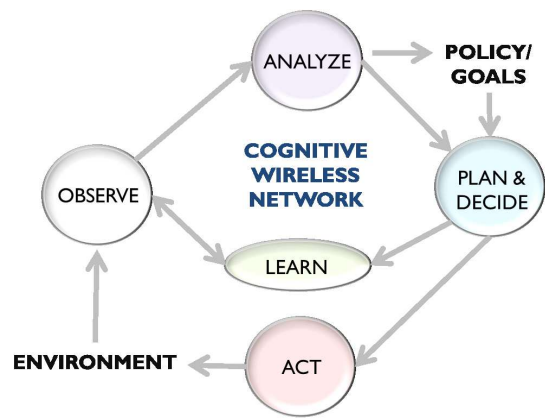 ANALYZE
POLICY/
GOALS
COGNITIVE
WIRELESS
NETWORK
OBSERVE
PLAN &
DECIDE
LEARN
ENVIRONMENT
ACT